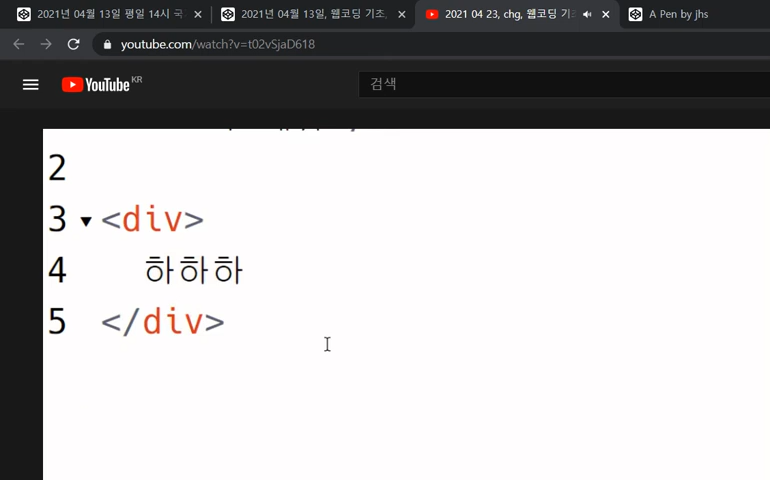 2021년 04월 13일 평일 14시 국
2021년 04월 13일, 웹코딩 기초,
2021 04 23, chg, 웹코딩 기초
A Pen by jhs
youtube.com/watch?v=t02vSjaD618
YouTube KR
검색
2
3 ▼ <div>
4 하하하
5 </div>